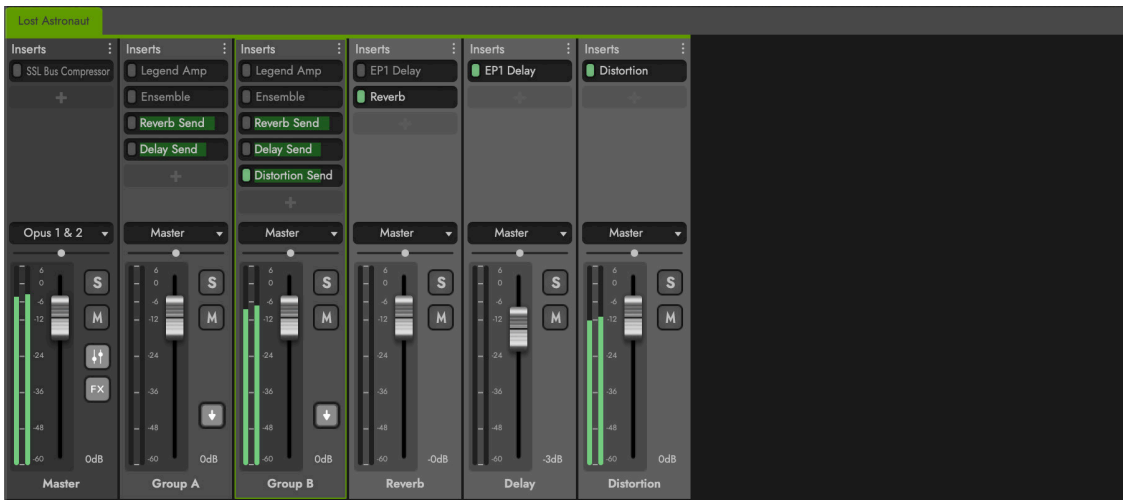 Lost Astronaut
Inserts Inserts Inserts Inserts Inserts Inserts
SSL Bus Compressor Legend Amp Legend Amp EP1 Delay EP1 Delay Distortion
+ Ensemble Ensemble Reverb + +
Reverb Send Reverb Send +
Delay Send Delay Send
+ Distortion Send
+
Opus 1 & 2 Master Master Master Master Master
6 6 6 6 6 6
0 S 0 S 0 S 0 S 0 S 0 S
-6 -6 -6 -6 -6 -6
-12 M -12 M -12 M -12 M -12 M -12 M
-24 -24 -24 -24 -24 -24
FX
-36 -36 -36 -36 -36 -36
-48 -48 -48 -48 -48 -48
-60 0dB -60 0dB -60 0dB -60 -0dB -60 -3dB -60 0dB
Master Group A Group B Reverb Delay Distortion